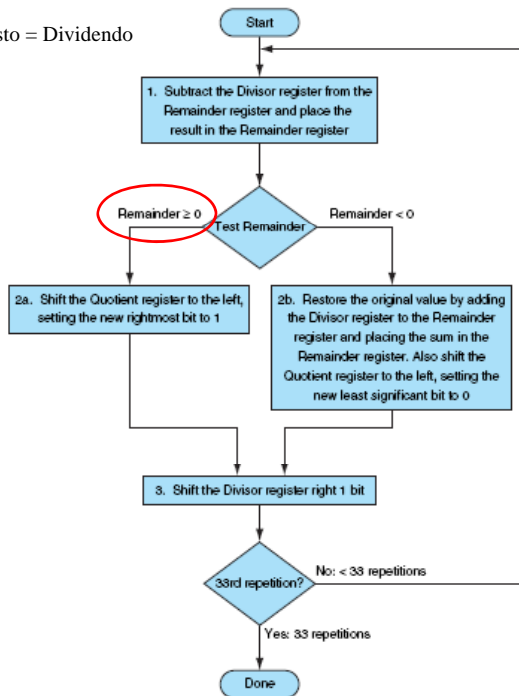 sto = Dividendo
Start
1. Subtract the Divisor register from the
Remainder register and place the
result in the Remainder register
Remainder ≥ 0
Test Remainder
Remainder < 0
2a. Shift the Quotient register to the left,
setting the new rightmost bit to 1
2b. Restore the original value by adding
the Divisor register to the Remainder
register and placing the sum in the
Remainder register. Also shift the
Quotient register to the left, setting the
new least significant bit to 0
3. Shift the Divisor register right 1 bit
33rd repetition?
No: < 33 repetitions
Yes: 33 repetitions
Done